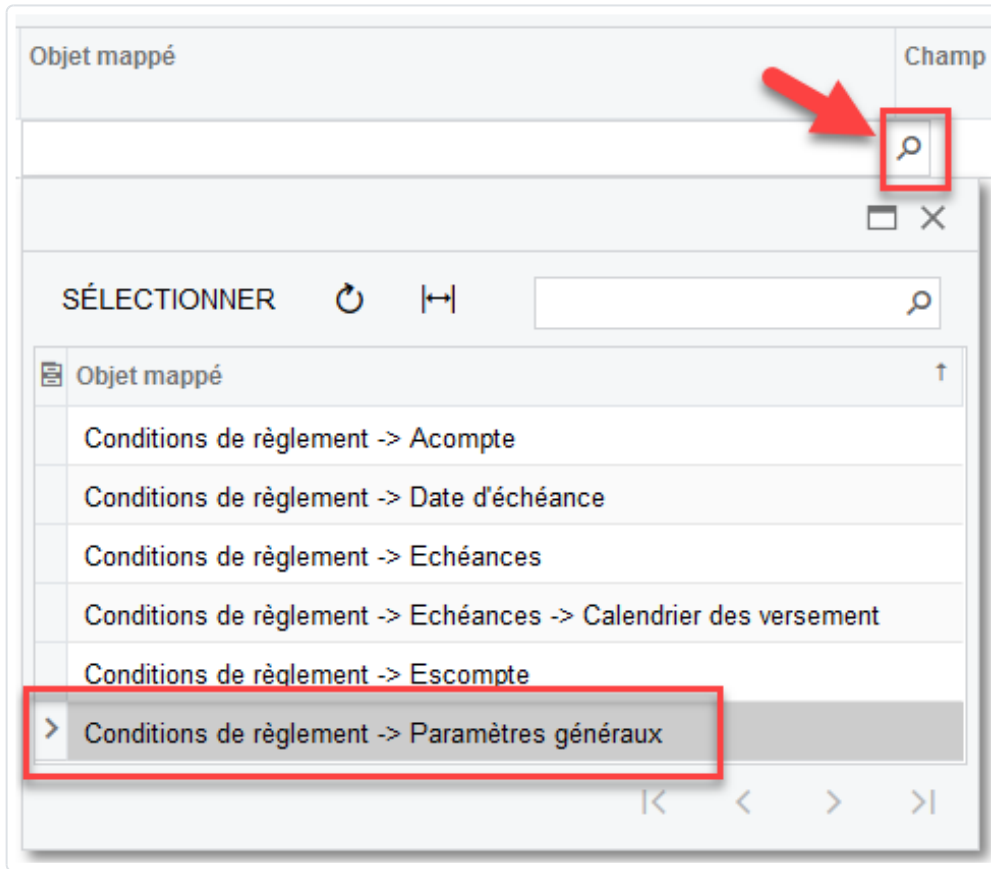 Objet mappé Champ
SÉLECTIONNER
Objet mappé
Conditions de règlement -> Acompte
Conditions de règlement -> Date d'échéance
Conditions de règlement -> Echéances
Conditions de règlement -> Echéances -> Calendrier des versement
Conditions de règlement -> Escompte
Conditions de règlement -> Paramètres généraux